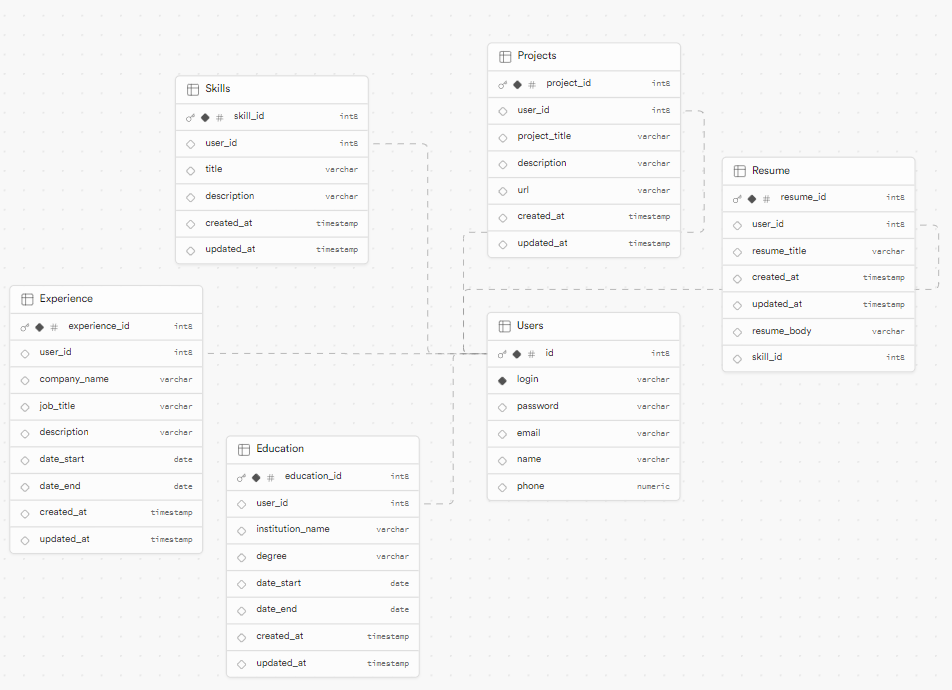 Skills
skill_id int8
user_id int8
title varchar
description varchar
created_at timestamp
updated_at timestamp
Projects
project_id int8
user_id int8
project_title varchar
description varchar
url varchar
created_at timestamp
updated_at timestamp
Resume
resume_id int8
user_id int8
resume_title varchar
created_at timestamp
updated_at timestamp
resume_body varchar
skill_id int8
Experience
experience_id int8
user_id int8
company_name varchar
job_title varchar
description varchar
date_start date
date_end date
created_at timestamp
updated_at timestamp
Users
id int8
login varchar
password varchar
email varchar
name varchar
phone numeric
Education
education_id int8
user_id int8
institution_name varchar
degree varchar
date_start date
date_end date
created_at timestamp
updated_at timestamp